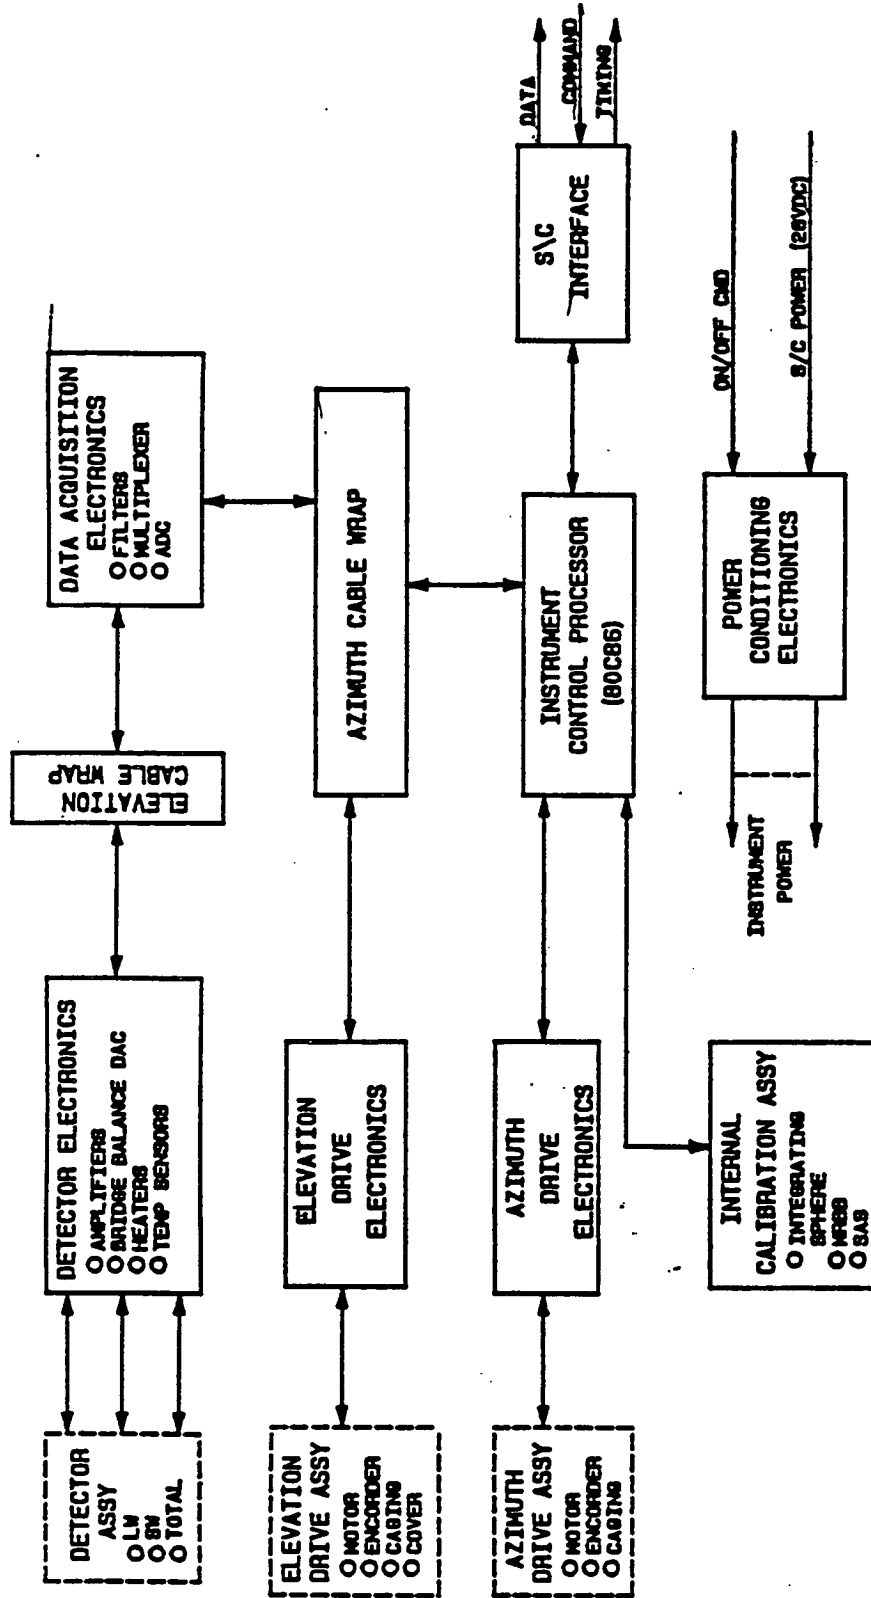 DETECTOR
ASSY
O LW
O SW
O TOTAL
DETECTOR ELECTRONICS
O AMPLIFIERS
O BRIDGE BALANCE DAC
O HEATERS
O TEMP SENSORS
ELEVATION
CABLE WRAP
DATA ACQUISITION
ELECTRONICS
O FILTERS
O MULTIPLEXER
O ADC
ELEVATION
DRIVE ASSY
O MOTOR
O ENCORDER
O CASING
O COVER
ELEVATION
DRIVE
ELECTRONICS
AZIMUTH CABLE WRAP
AZIMUTH
DRIVE ASSY
O MOTOR
O ENCORDER
O CASING
AZIMUTH
DRIVE
ELECTRONICS
INSTRUMENT
CONTROL PROCESSOR
(80C86)
S\C
INTERFACE
DATA
COMMAND
TIMING
INTERNAL
CALIBRATION ASSY
O INTEGRATING
SPHERE
O MRBB
O SAS
INSTRUMENT
POWER
POWER
CONDITIONING
ELECTRONICS
ON/OFF CMD
S/C POWER (28VDC)